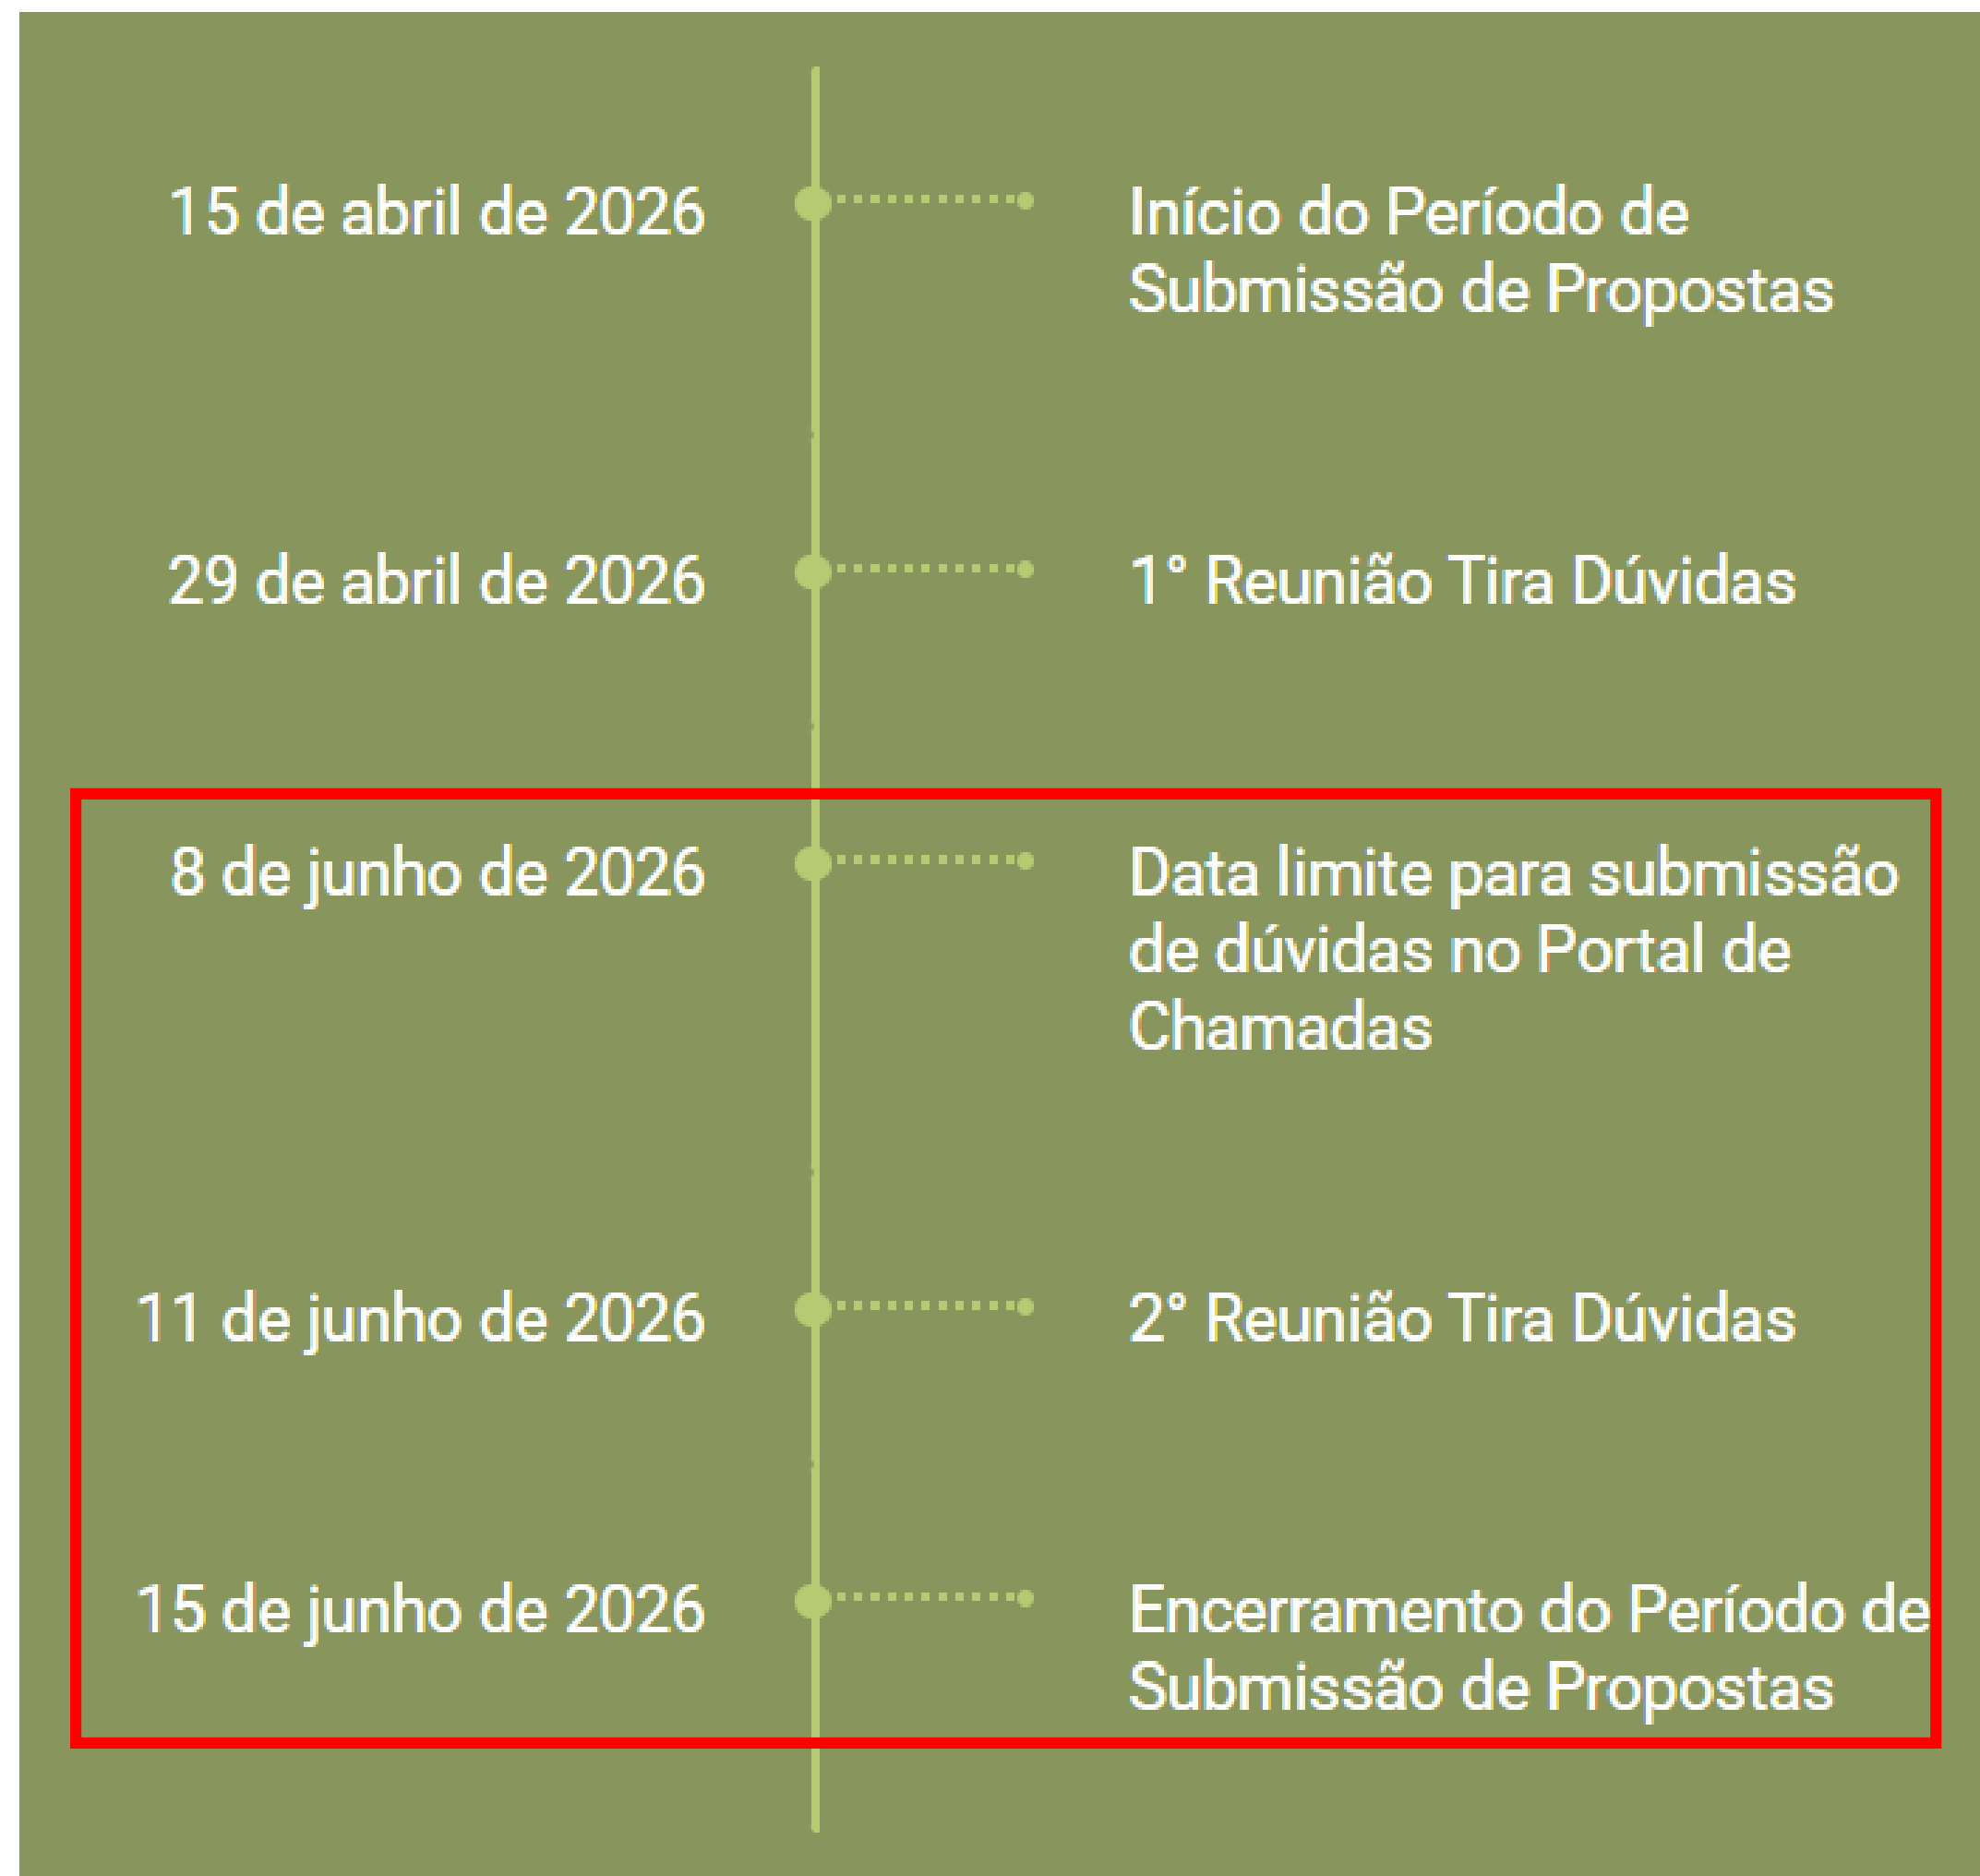 15 de abril de 2026
Início do Período de
Submissão de Propostas
29 de abril de 2026
1° Reunião Tira Dúvidas
8 de junho de 2026
Data limite para submissão
de dúvidas no Portal de
Chamadas
11 de junho de 2026
2° Reunião Tira Dúvidas
15 de junho de 2026
Encerramento do Período de
Submissão de Propostas